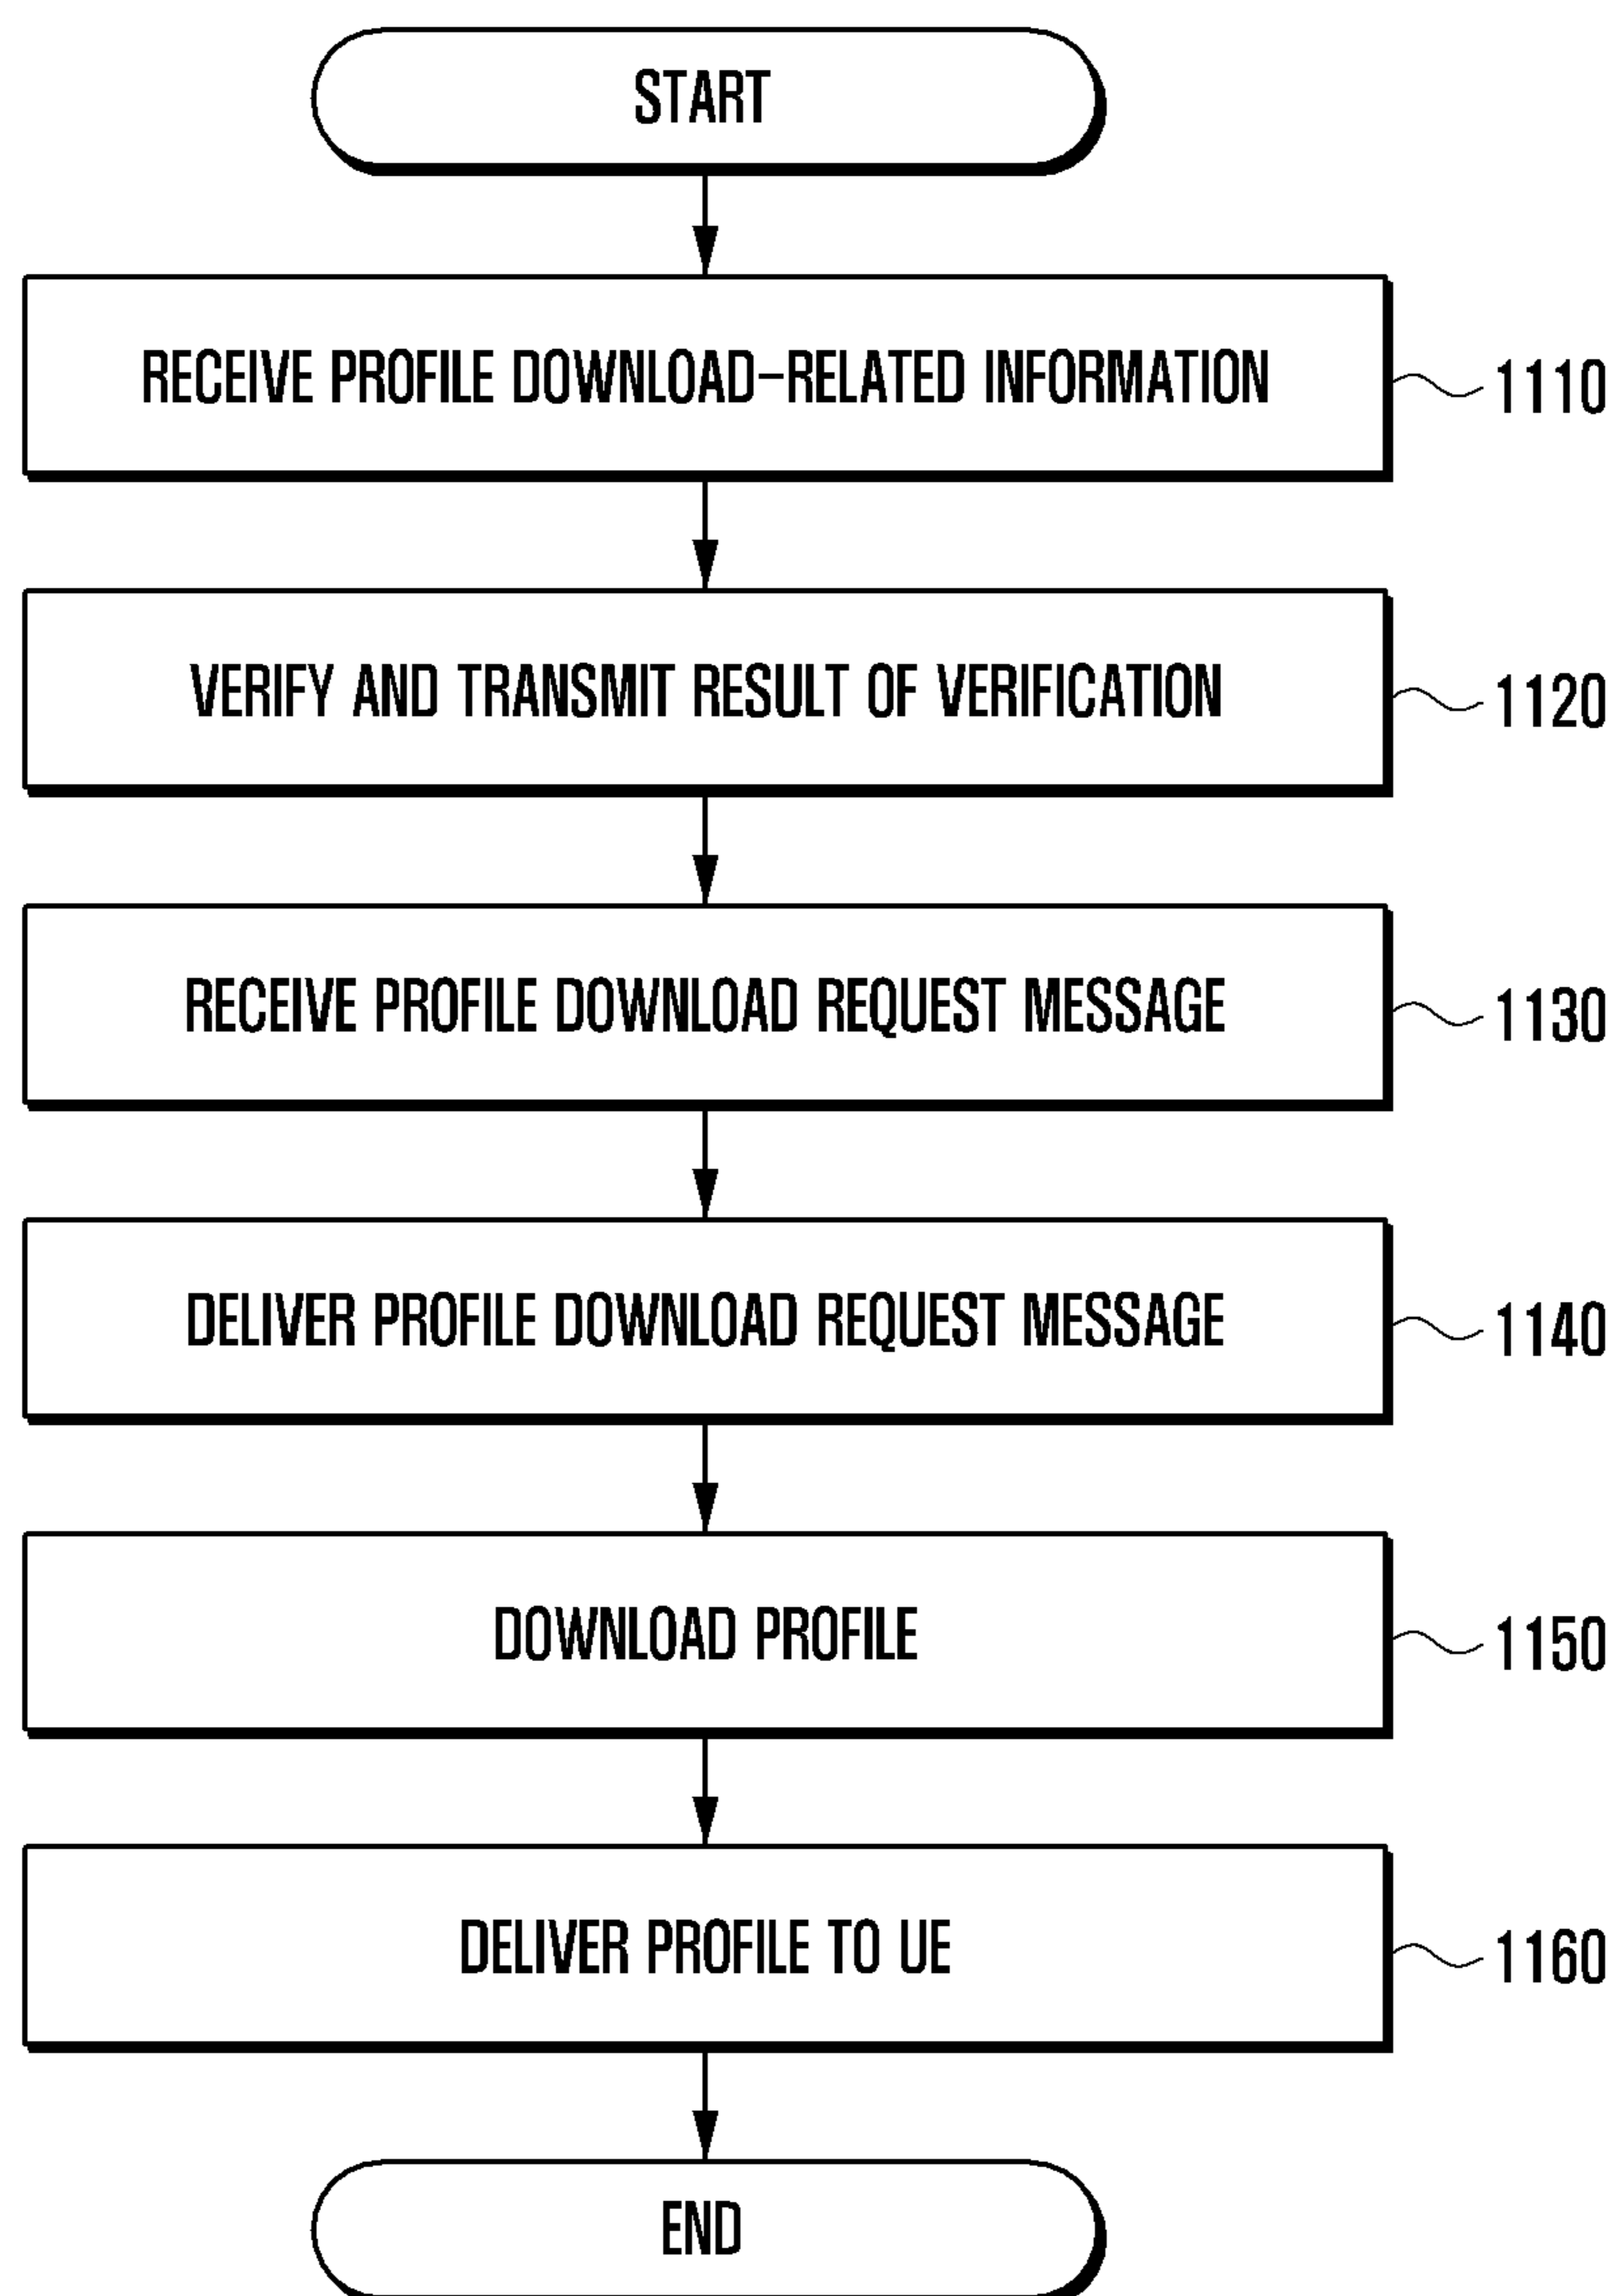 START
RECEIVE PROFILE DOWNLOAD-RELATED INFORMATION
1110
VERIFY AND TRANSMIT RESULT OF VERIFICATION
1120
RECEIVE PROFILE DOWNLOAD REQUEST MESSAGE
1130
DELIVER PROFILE DOWNLOAD REQUEST MESSAGE
1140
DOWNLOAD PROFILE
1150
DELIVER PROFILE TO UE
1160
END